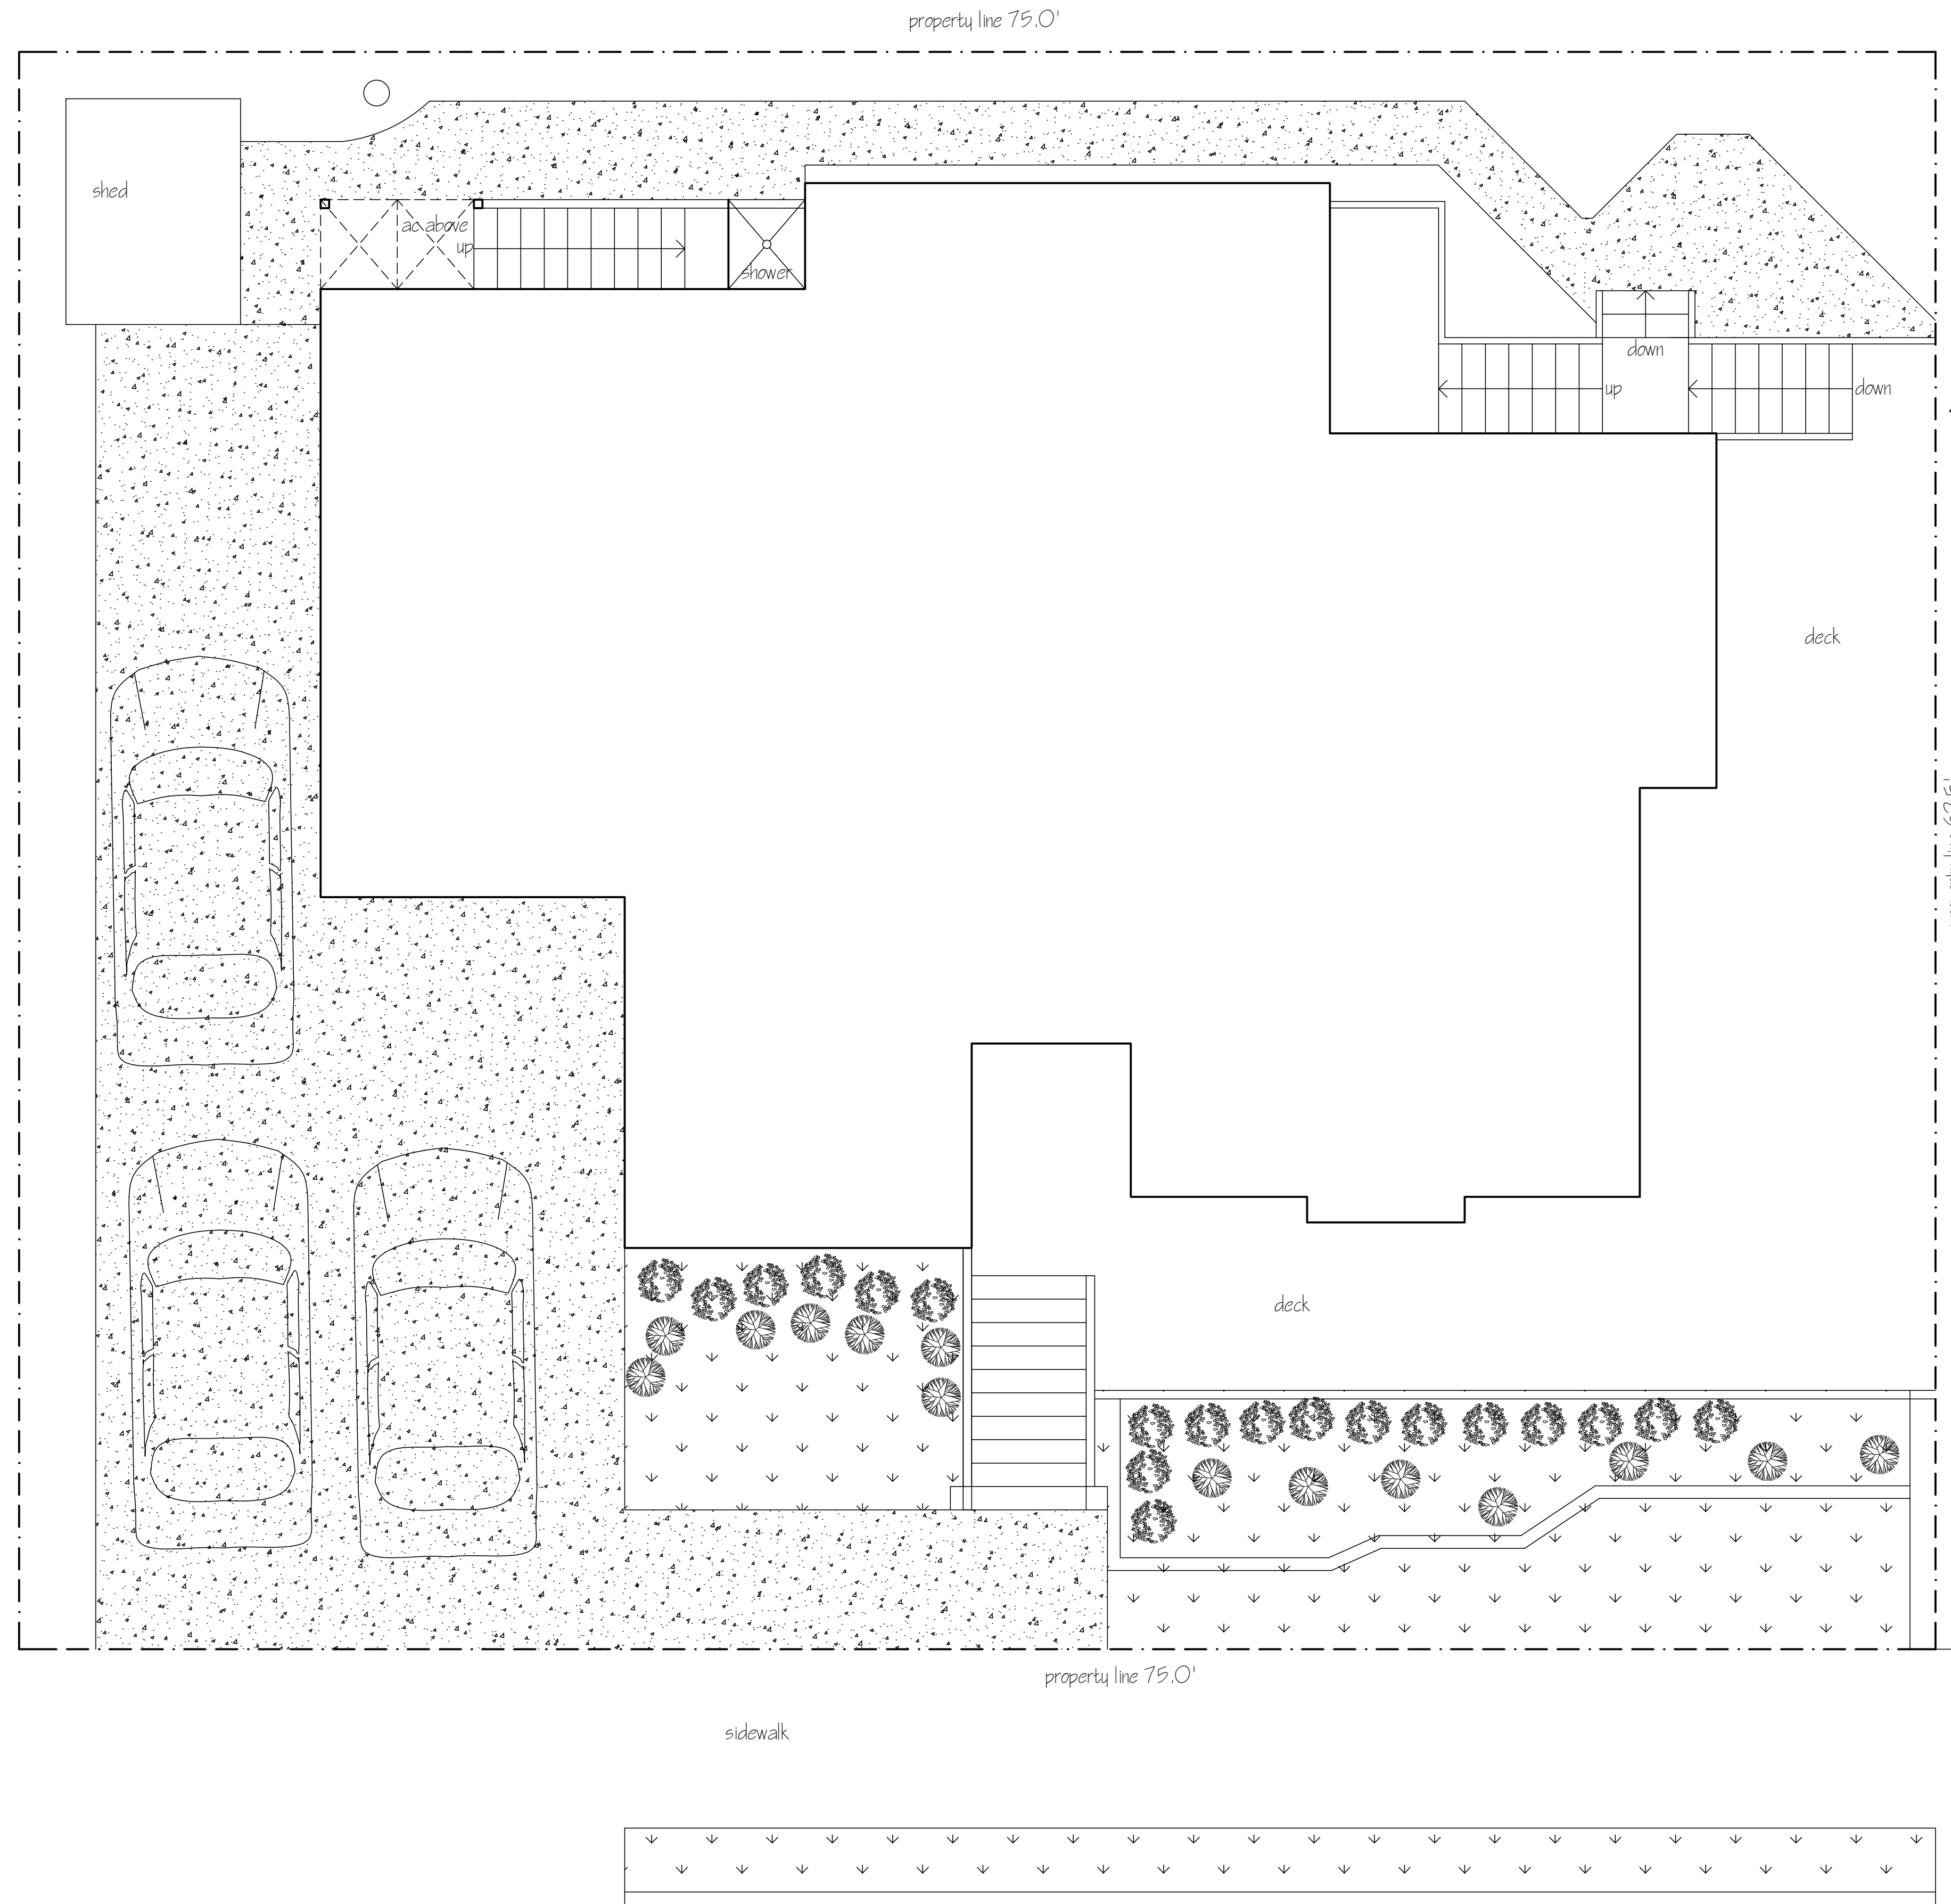 property line 75.0'
shed
ac above
up
shower
down
up
down
deck
deck
property line 75.0'
sidewalk